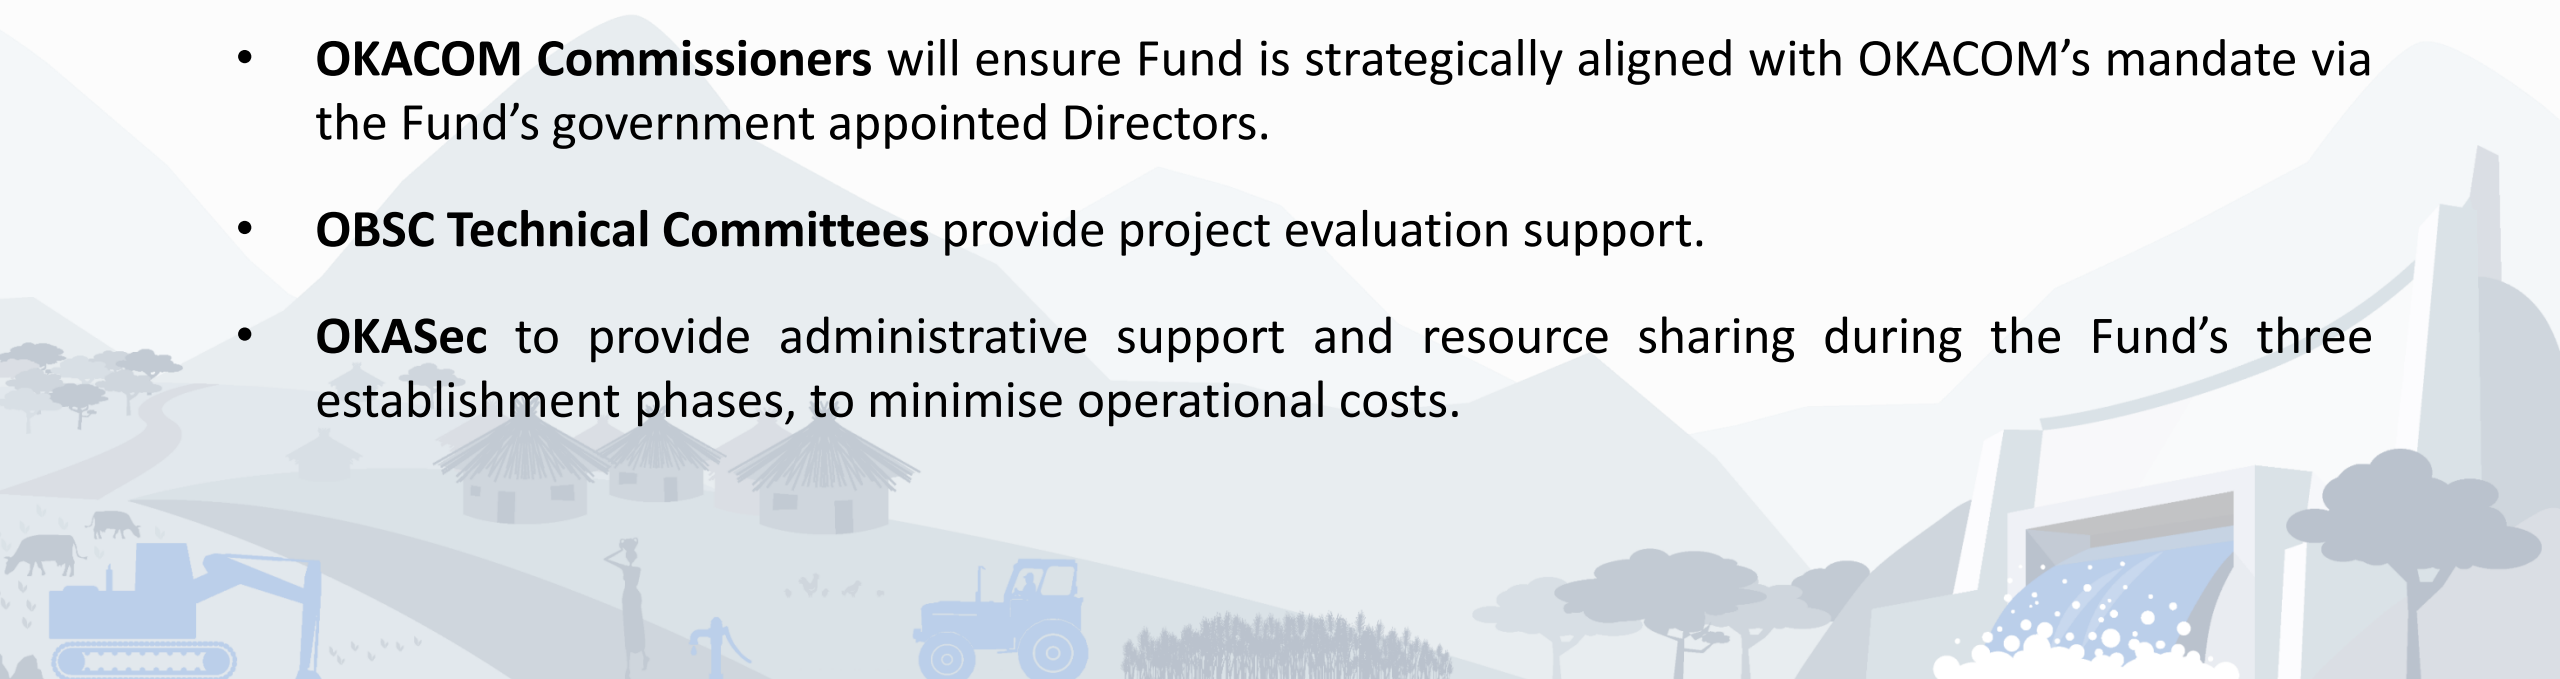 • OKACOM Commissioners will ensure Fund is strategically aligned with OKACOM’s mandate via
the Fund’s government appointed Directors.
• OBSC Technical Committees provide project evaluation support.
• OKASec to provide administrative support and resource sharing during the Fund’s three
establishment phases, to minimise operational costs.